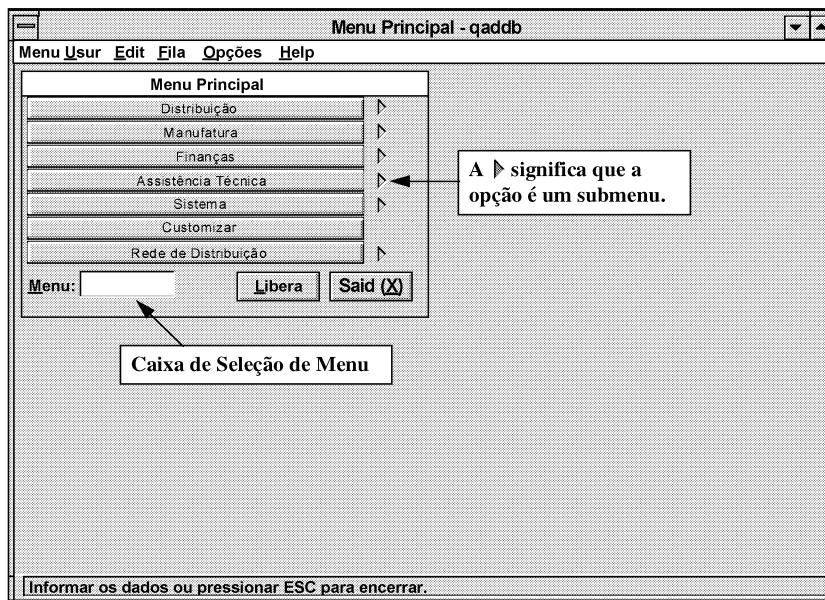 Menu Principal - qaddb
Menu Usur Edit Fila Opções Help
Menu Principal
Distribuição
Manufatura
Finanças
Assistência Técnica
Sistema
Customizar
Rede de Distribuição
A significa que a
opção é um submenu.
Menu: Libera Said (X)
Caixa de Seleção de Menu
Informar os dados ou pressionar ESC para encerrar.